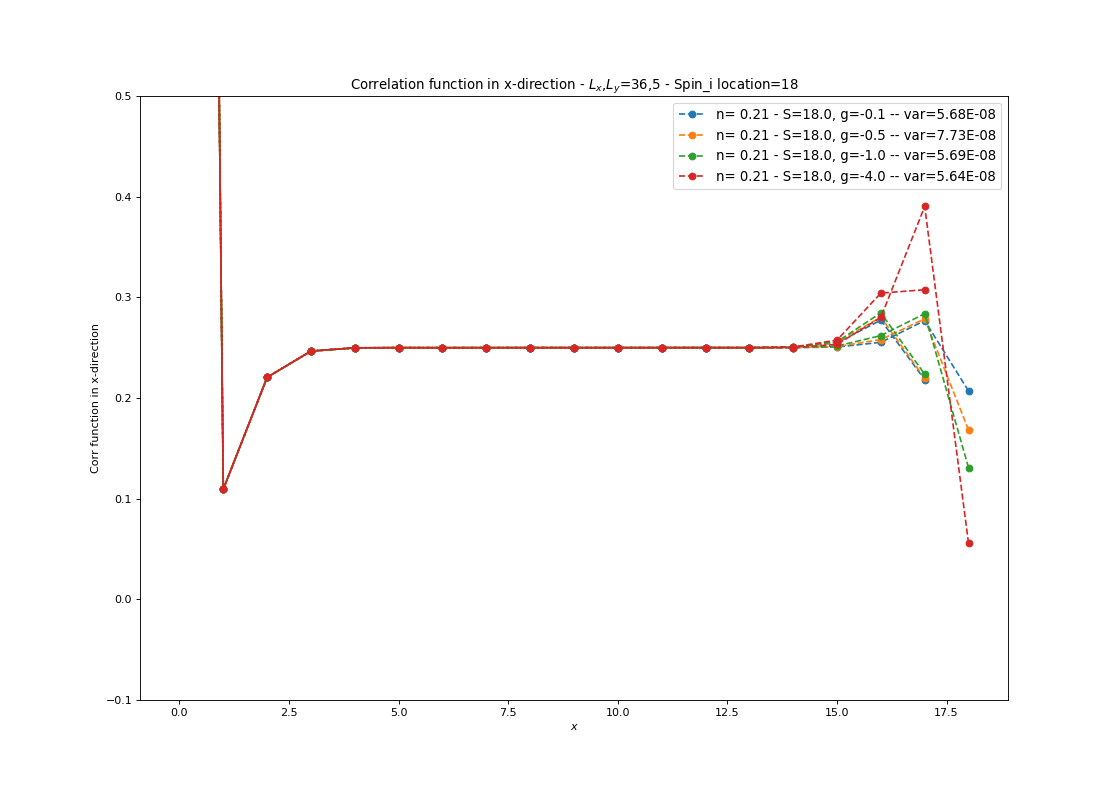 Correlation function in x-direction - $L_x$,$L_y$=36,5 - Spin_i location=18
n= 0.21 - S=18.0, g=-0.1 -- var=5.68E-08
n= 0.21 - S=18.0, g=-0.5 -- var=7.73E-08
n= 0.21 - S=18.0, g=-1.0 -- var=5.69E-08
n= 0.21 - S=18.0, g=-4.0 -- var=5.64E-08
Corr function in x-direction
0.5
0.4
0.3
0.2
0.1
0.0
−0.1
0.0 2.5 5.0 7.5 10.0 12.5 15.0 17.5
x